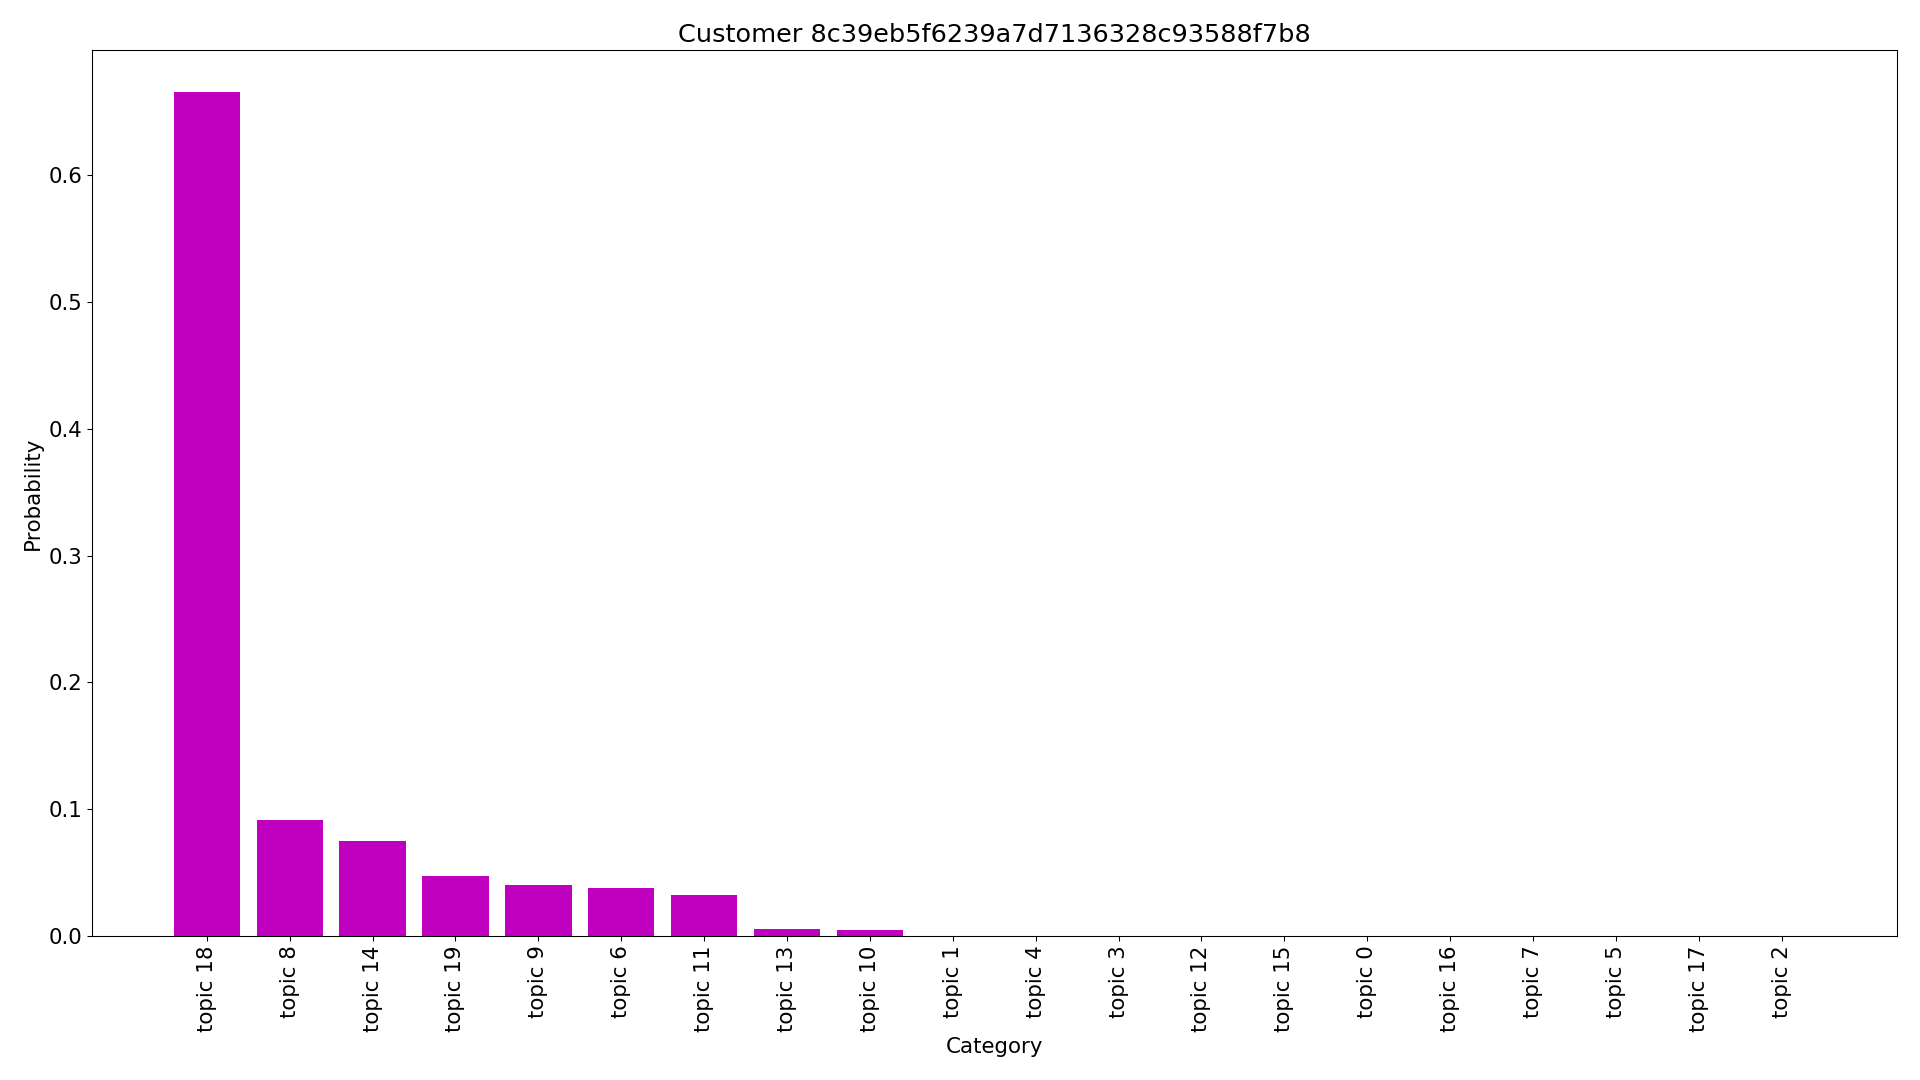 Customer 8c39eb5f6239a7d7136328c93588f7b8
Probability
0.6
0.5
0.4
0.3
0.2
0.1
0.0
topic 18
topic 8
topic 14
topic 19
topic 9
topic 6
topic 11
topic 13
topic 10
topic 1
topic 4
topic 3
topic 12
topic 15
topic 0
topic 16
topic 7
topic 5
topic 17
topic 2
Category